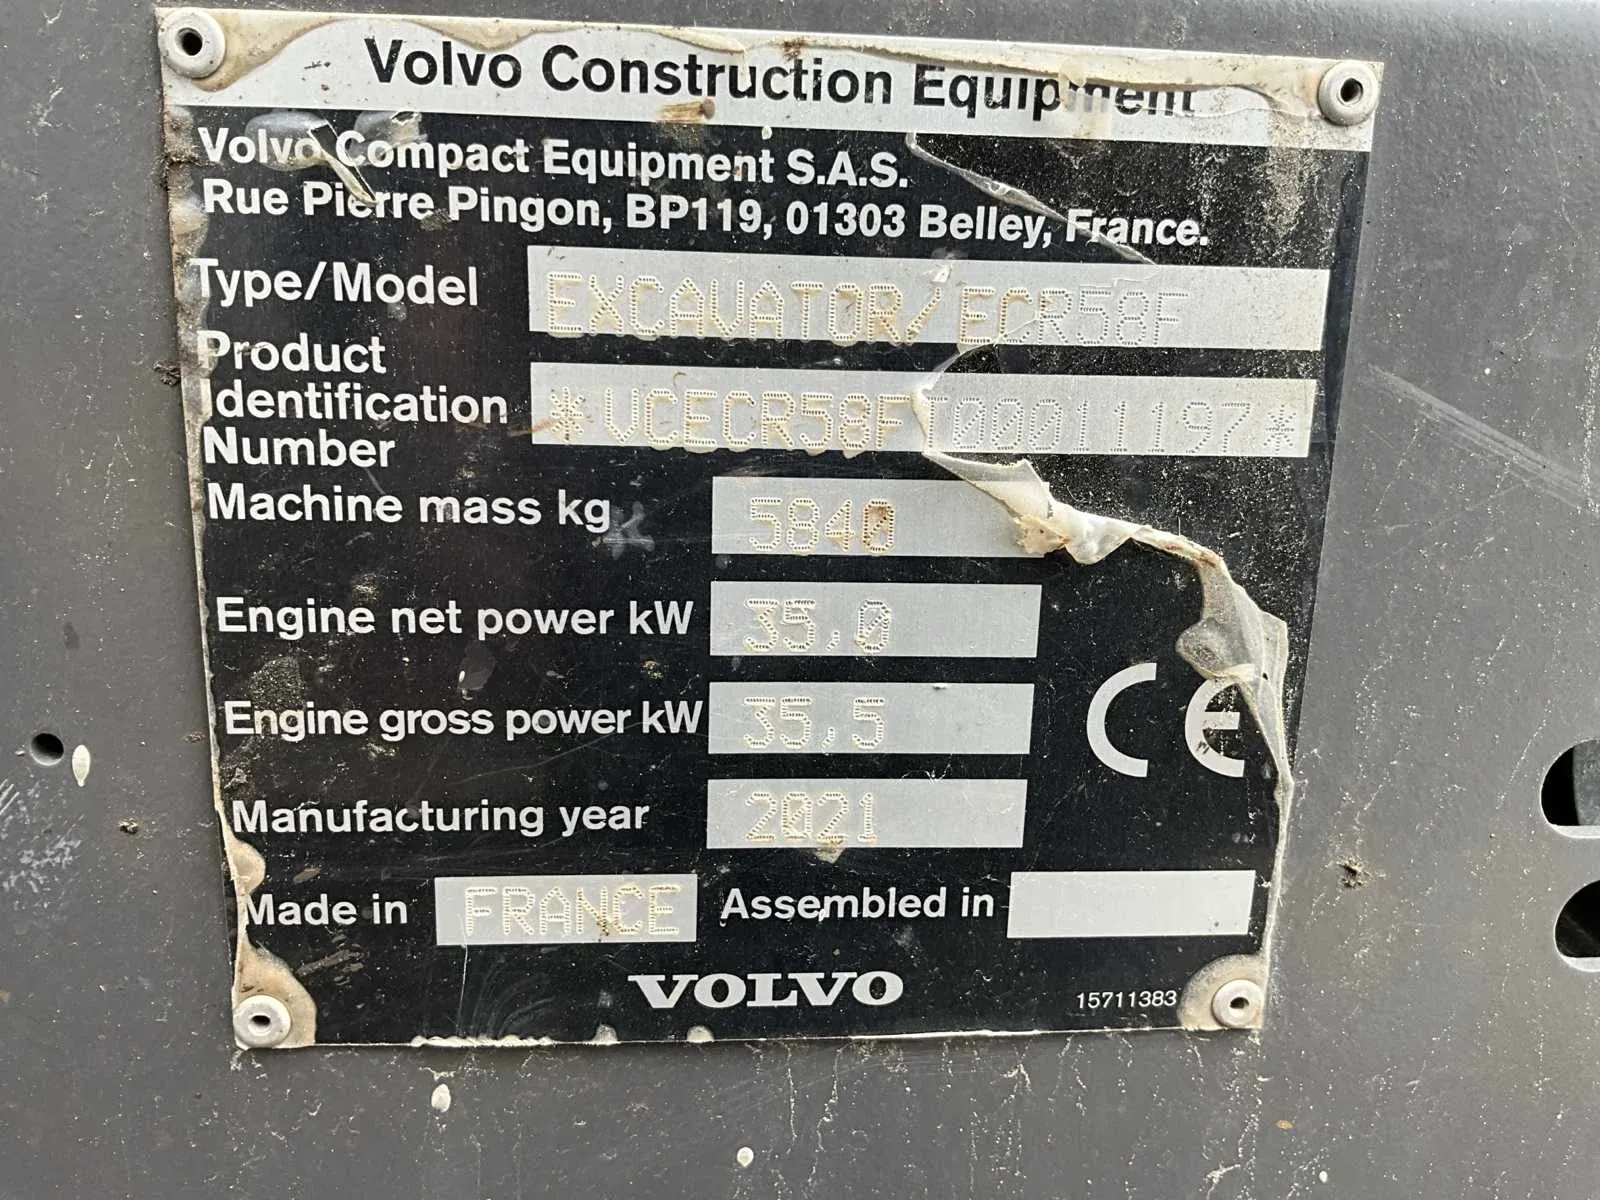 Volvo Construction Equipment
Volvo Compact Equipment S.A.S.
Rue Pierre Pingon, BP119, 01303 Belley, France.
Type/Model EXCAVATOR/ECR58F
Product
Identification
Number
Machine mass kg 5840
Engine net power kW 35,0
Engine gross power kW 35,5
CE
Manufacturing year 2021
Made in FRANCE Assembled in
VOLVO
15711383